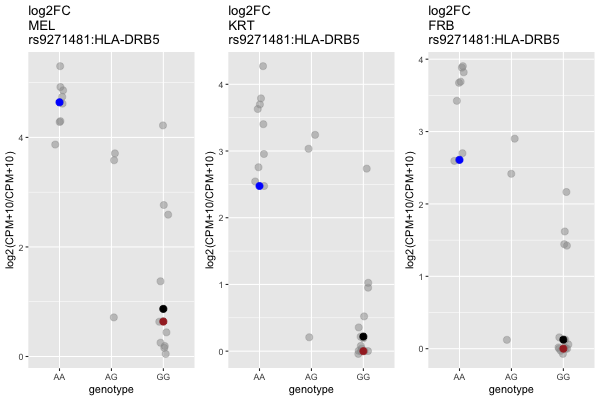 log2FC
MEL
rs9271481:HLA-DRB5
log2(CPM+10/CPM+10)
4
2
0
AA AG GG
genotype
log2FC
KRT
rs9271481:HLA-DRB5
log2(CPM+10/CPM+10)
4
3
2
1
0
AA AG GG
genotype
log2FC
FRB
rs9271481:HLA-DRB5
log2(CPM+10/CPM+10)
4
3
2
1
0
AA AG GG
genotype